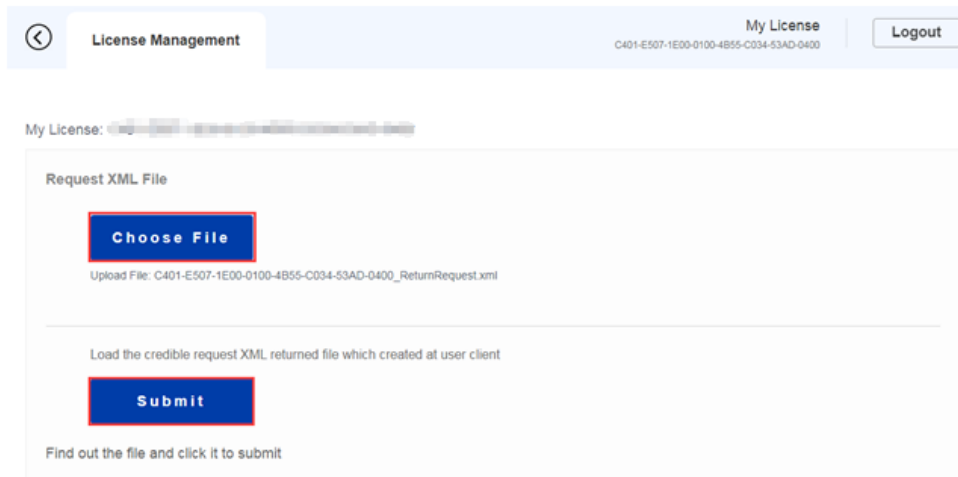 License Management
My License
C401-E507-1E00-0100-4B55-C034-53AD-0400
Logout
My License:
Request XML File
Choose File
Upload File: C401-E507-1E00-0100-4B55-C034-53AD-0400_ReturnRequest.xml
Load the credible request XML returned file which created at user client
Submit
Find out the file and click it to submit